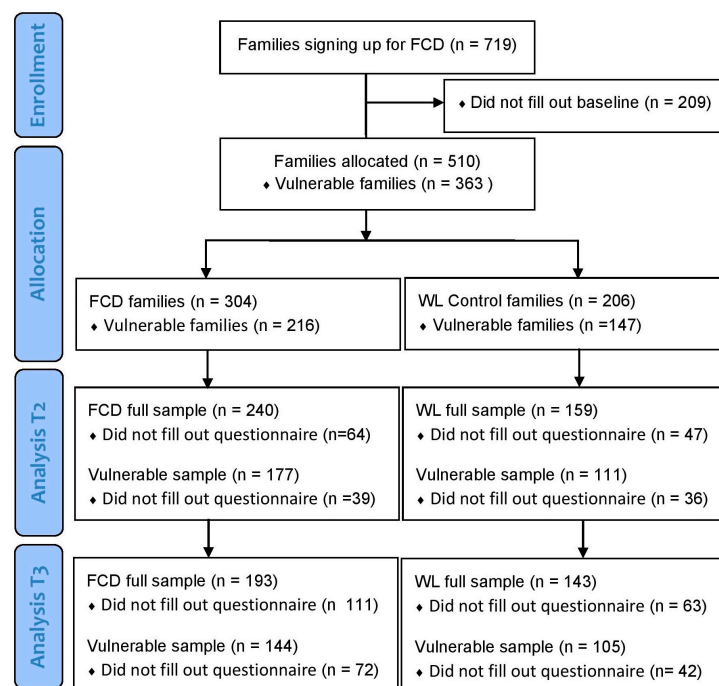 Enrollment
Families signing up for FCD (n = 719)
♦ Did not fill out baseline (n = 209)
Allocation
Families allocated (n = 510)
♦ Vulnerable families (n = 363 )
FCD families (n = 304)
♦ Vulnerable families (n = 216)
WL Control families (n = 206)
♦ Vulnerable families (n =147)
Analysis T2
FCD full sample (n = 240)
♦ Did not fill out questionnaire (n=64)
Vulnerable sample (n = 177)
♦ Did not fill out questionnaire (n =39)
WL full sample (n = 159)
♦ Did not fill out questionnaire (n = 47)
Vulnerable sample (n = 111)
♦ Did not fill out questionnaire (n = 36)
Analysis T3
FCD full sample (n = 193)
♦ Did not fill out questionnaire (n  111)
Vulnerable sample (n = 144)
♦ Did not fill out questionnaire (n = 72)
WL full sample (n = 143)
♦ Did not fill out questionnaire (n = 63)
Vulnerable sample (n = 105)
♦ Did not fill out questionnaire (n= 42)